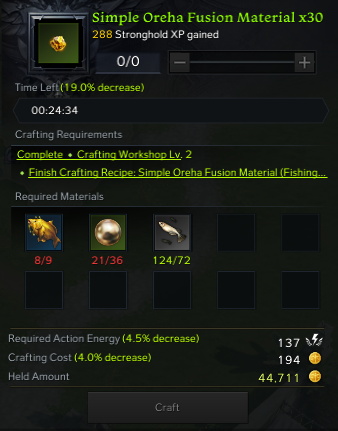 Simple Oreha Fusion Material x30
288 Stronghold XP gained
0/0
Time Left(19.0% decrease)
00:24:34
Crafting Requirements
Complete • Crafting Workshop Lv. 2
• Finish Crafting Recipe: Simple Oreha Fusion Material (Fishing...
Required Materials
8/9 21/36 124/72
Required Action Energy (4.5% decrease) 137
Crafting Cost (4.0% decrease) 194
Held Amount 44,711
Craft